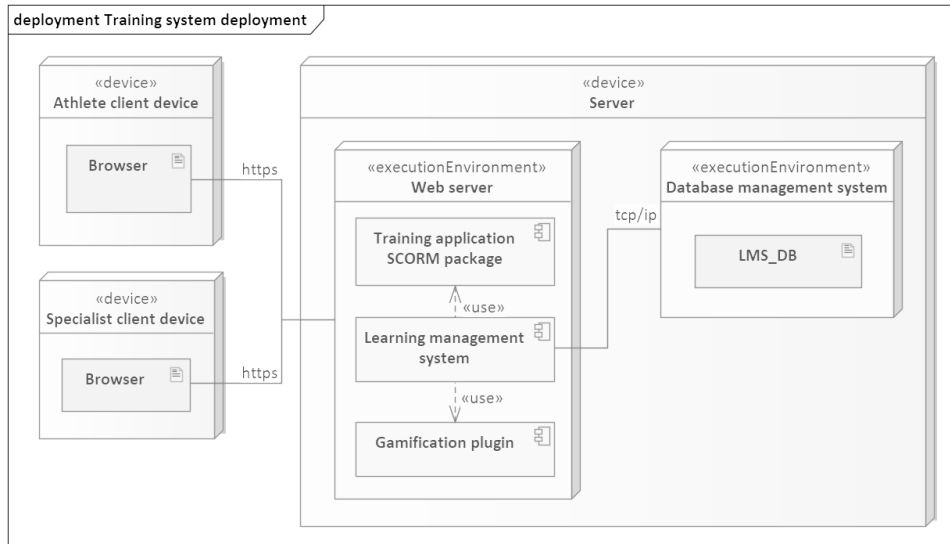 deployment Training system deployment
«device»
Athlete client device
Browser
https
«device»
Specialist client device
Browser
https
«device»
Server
«executionEnvironment»
Web server
Training application
SCORM package
«use»
Learning management
system
«use»
Gamification plugin
tcp/ip
«executionEnvironment»
Database management system
LMS_DB